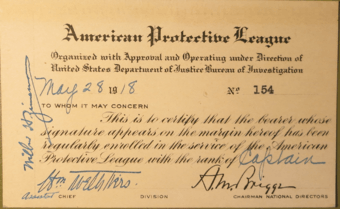 American Protective League
Organized with Approval and Operating under Direction of
United States Department of Justice Bureau of Investigation
May 28 1918 No 154
TO WHOM IT MAY CONCERN
This is to certify that the bearer whose
signature appears on the margin hereof has been
regularly enrolled in the service of the American
Protective League with the rank of Captain
A M Briggs
Assistant CHIEF DIVISION CHAIRMAN NATIONAL DIRECTORS